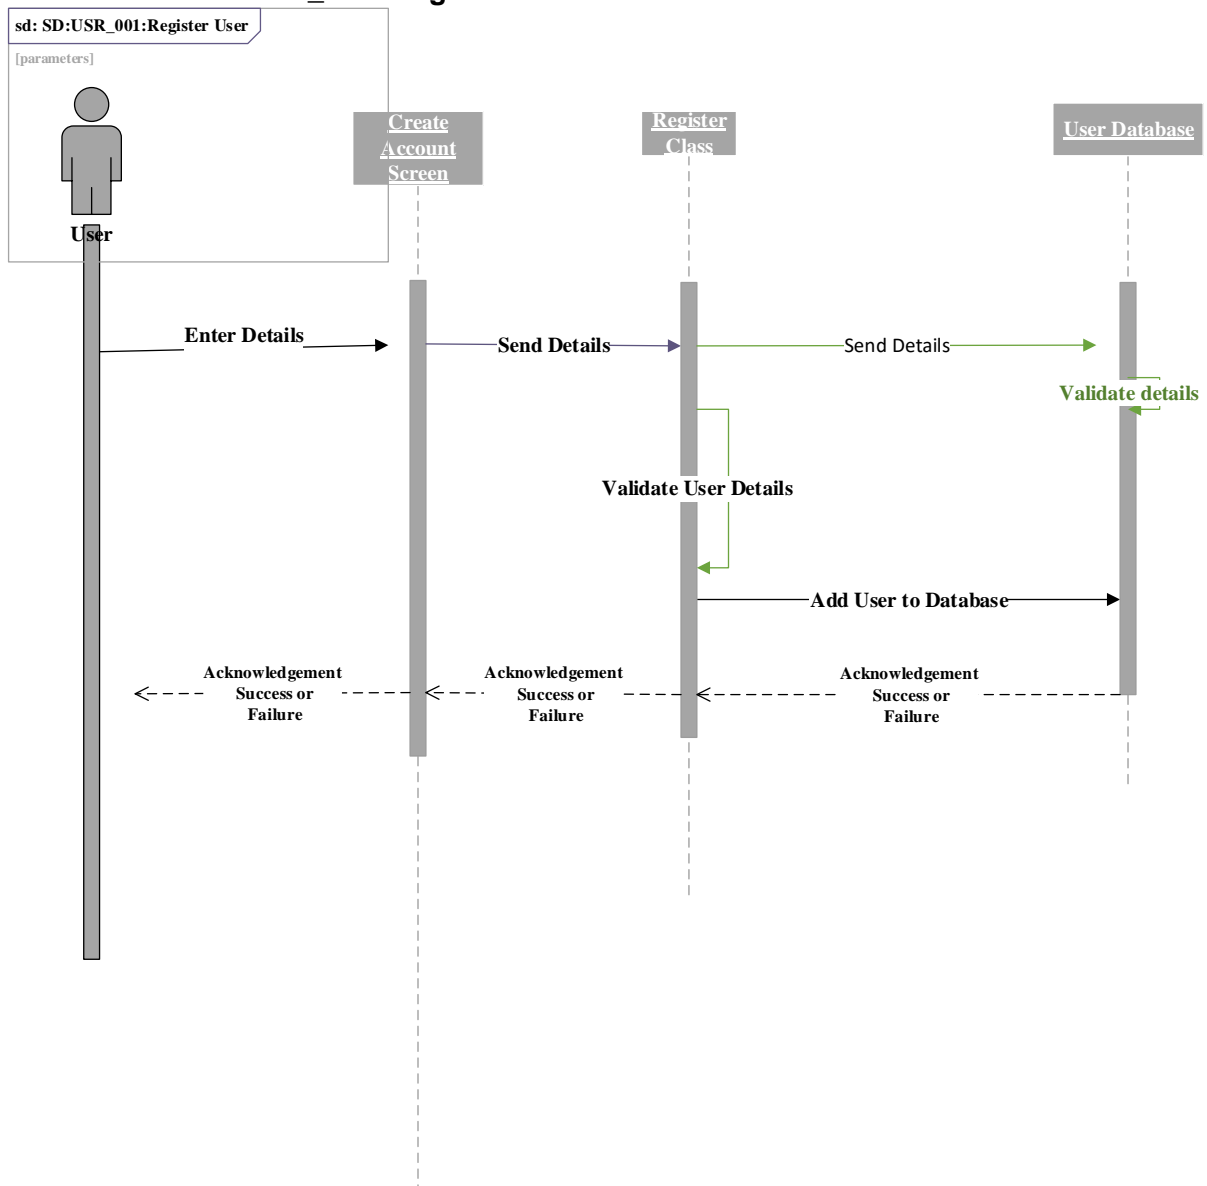 sd: SD:USR_001:Register User
[parameters]
Create
Account
Screen
Register
Class
User Database
User
Enter Details
Send Details
Send Details
Validate details
Validate User Details
Add User to Database
Acknowledgement
Success or
Failure
Acknowledgement
Success or
Failure
Acknowledgement
Success or
Failure